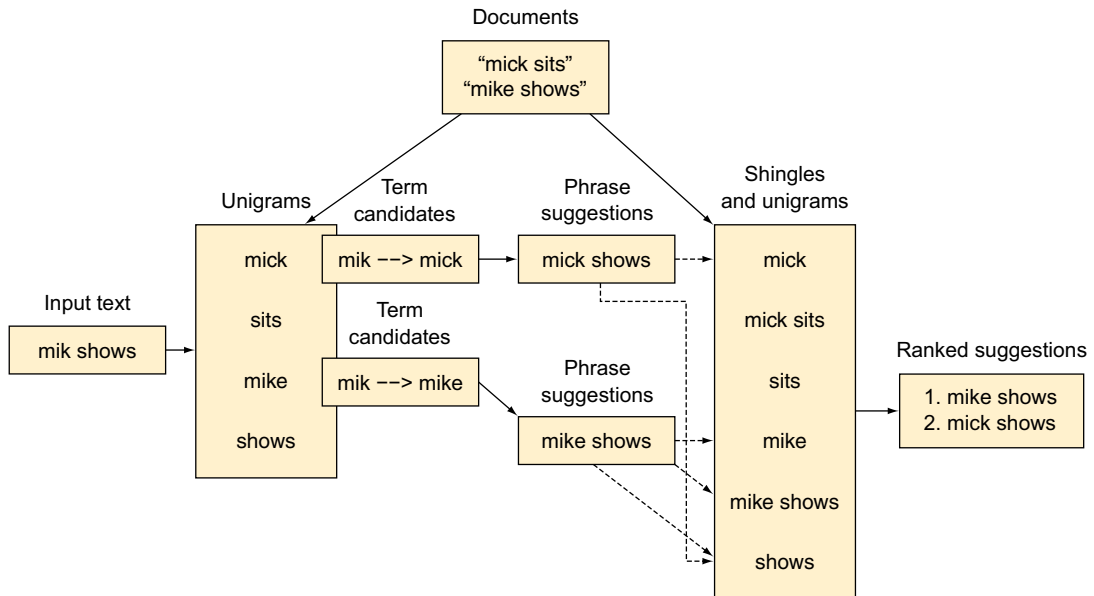 Documents
“mick sits”
“mike shows”
Input text
mik shows
Unigrams
mick
sits
mike
shows
Term
candidates
mik --> mick
Term
candidates
mik --> mike
Phrase
suggestions
mick shows
Phrase
suggestions
mike shows
Shingles
and unigrams
mick
mick sits
sits
mike
mike shows
shows
Ranked suggestions
1. mike shows
2. mick shows